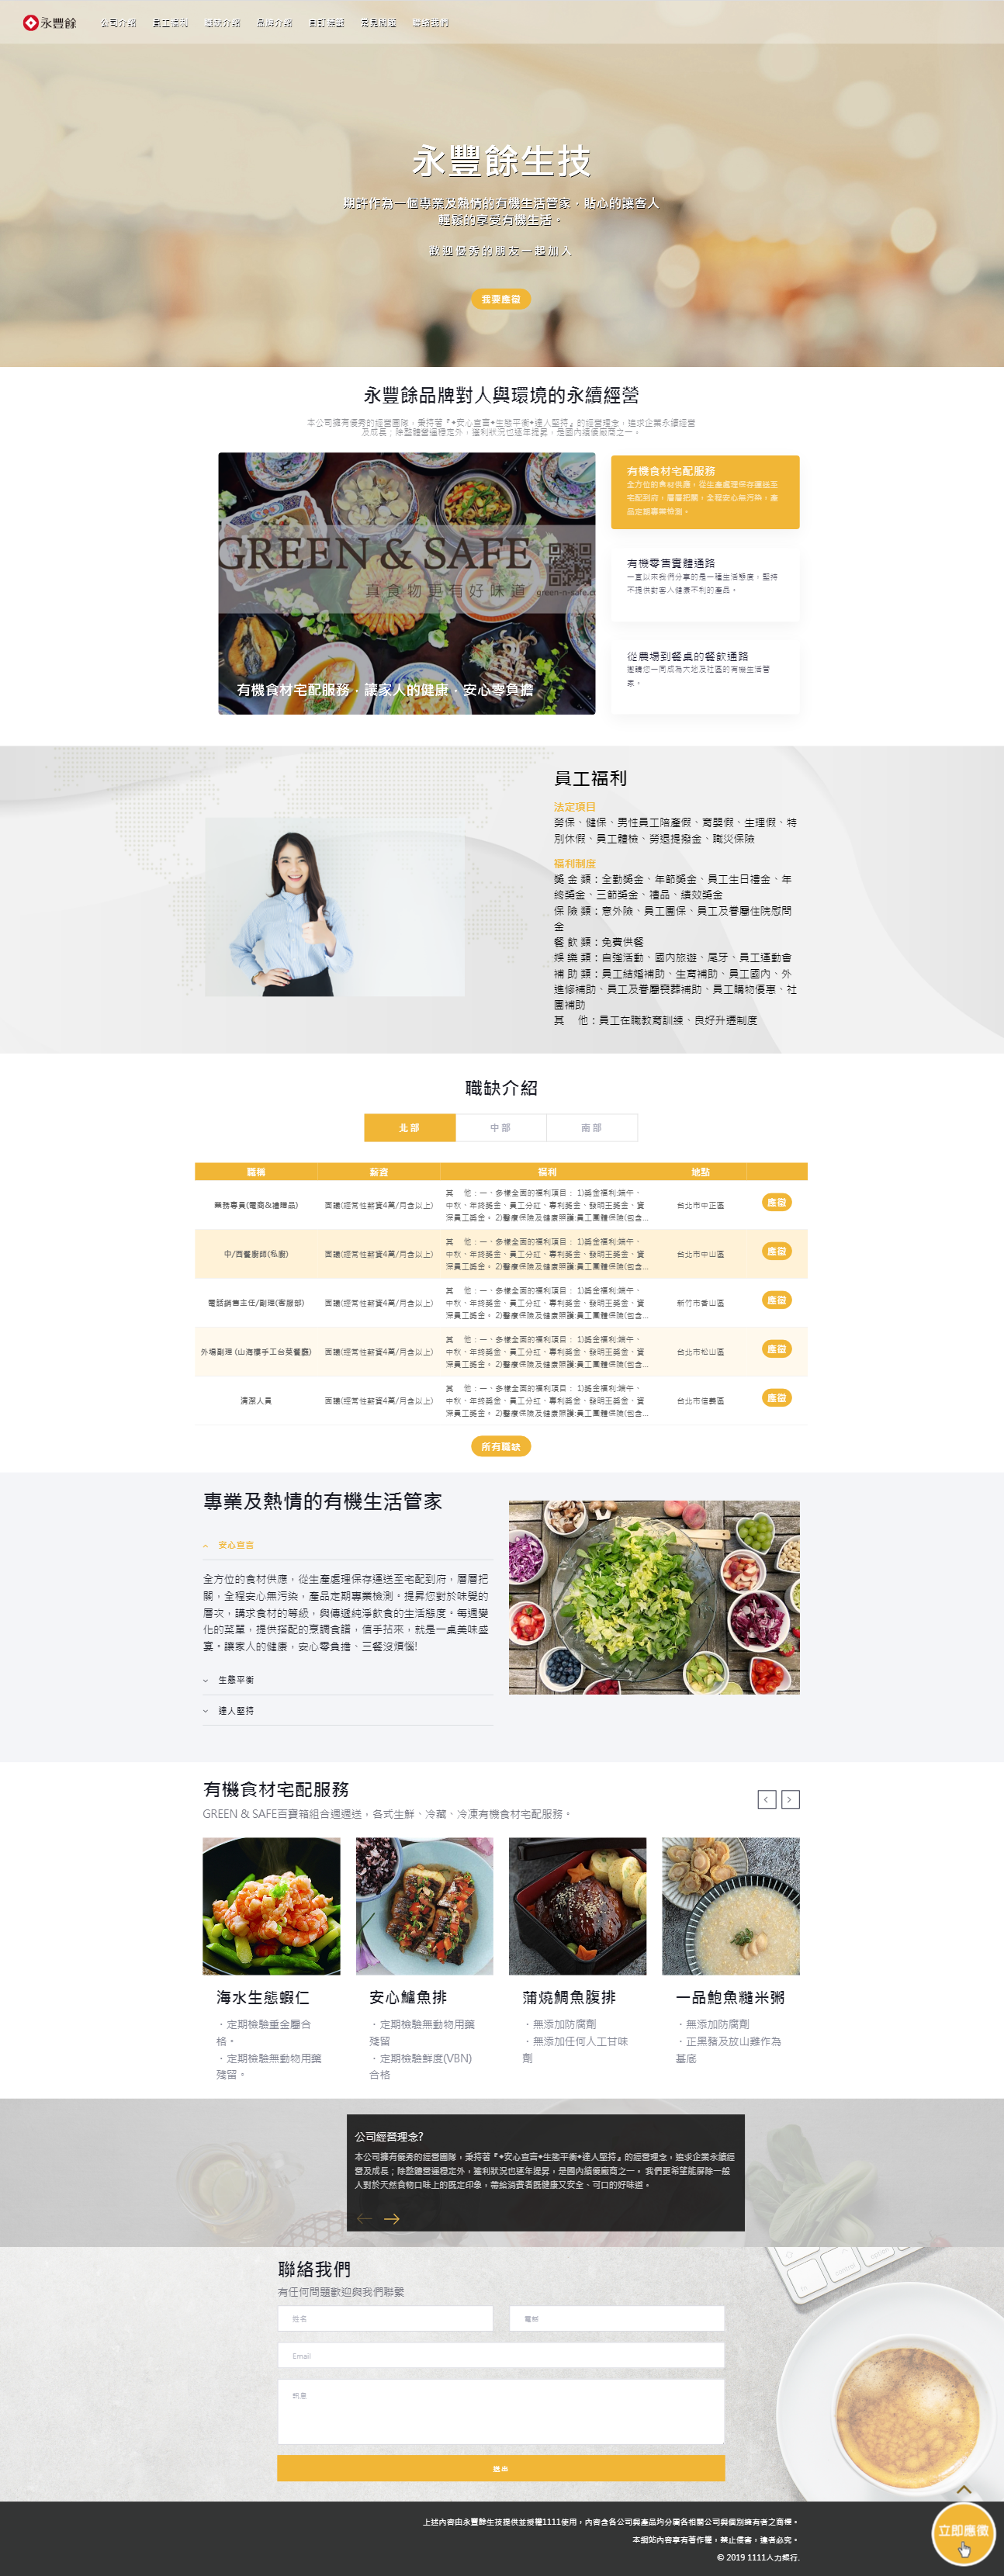 永豐餘
公司介紹 員工福利 職缺介紹 品牌介紹 常見問題 聯絡我們
永豐餘生技
期許作為一個專業及熱情的有機生活管家，貼心的讓客人
輕鬆的享受有機生活。
歡迎優秀的朋友一起加入
我要應徵
永豐餘品牌對人與環境的永續經營
本公司擁有優秀的經營團隊，秉持著『+安心宣言+生態平衡+達人堅持』的經營理念，追求企業永續經營
及成長；除整體營運穩定外，獲利狀況也逐年提昇，是國內績優廠商之一。
GREEN & SAFE
真食物更有好味道
有機食材宅配服務，讓家人的健康，安心零負擔
有機食材宅配服務
全方位的食材供應，從生產處理保存運送至
宅配到府，層層把關，全程安心無污染，產
品定期專業檢測。
有機零售實體通路
一直以來我們分享的是一種生活態度，堅持
不提供對客人健康不利的產品。
從農場到餐桌的餐飲通路
邀請您一同成為大地及社區的有機生活管
家。
員工福利
法定項目
勞保、健保、男性員工陪產假、育嬰假、生理假、特
別休假、員工體檢、勞退提撥金、職災保險
福利制度
獎 金 類：全勤獎金、年節獎金、員工生日禮金、年
終獎金、三節獎金、禮品、績效獎金
保 險 類：意外險、員工團保、員工及眷屬住院慰問
金
餐 飲 類：免費供餐
娛 樂 類：自強活動、國內旅遊、尾牙、員工運動會
補 助 類：員工結婚補助、生育補助、員工國內、外
進修補助、員工及眷屬喪葬補助、員工購物優惠、社
團補助
其 他：員工在職教育訓練、良好升遷制度
職缺介紹
北部 中部 南部
職稱 薪資 福利 地點
業務專員(電商&禮贈品) 面議(經常性薪資4萬/月含以上) 其 他：一、多樣全面的福利項目： 1)獎金福利:端午、
中秋、年終獎金、員工分紅、專利獎金、發明王獎金、資
深員工獎金。 2)醫療保險及健康照護:員工團體保險(包含... 台北市中正區 應徵
中/西餐廚師(私廚) 面議(經常性薪資4萬/月含以上) 其 他：一、多樣全面的福利項目： 1)獎金福利:端午、
中秋、年終獎金、員工分紅、專利獎金、發明王獎金、資
深員工獎金。 2)醫療保險及健康照護:員工團體保險(包含... 台北市中山區 應徵
電話銷售主任/副理(客服部) 面議(經常性薪資4萬/月含以上) 其 他：一、多樣全面的福利項目： 1)獎金福利:端午、
中秋、年終獎金、員工分紅、專利獎金、發明王獎金、資
深員工獎金。 2)醫療保險及健康照護:員工團體保險(包含... 新竹市香山區 應徵
外場副理 (山海樓手工台菜餐廳) 面議(經常性薪資4萬/月含以上) 其 他：一、多樣全面的福利項目： 1)獎金福利:端午、
中秋、年終獎金、員工分紅、專利獎金、發明王獎金、資
深員工獎金。 2)醫療保險及健康照護:員工團體保險(包含... 台北市松山區 應徵
清潔人員 面議(經常性薪資4萬/月含以上) 其 他：一、多樣全面的福利項目： 1)獎金福利:端午、
中秋、年終獎金、員工分紅、專利獎金、發明王獎金、資
深員工獎金。 2)醫療保險及健康照護:員工團體保險(包含... 台北市信義區 應徵
所有職缺
專業及熱情的有機生活管家
安心宣言
全方位的食材供應，從生產處理保存運送至宅配到府，層層把
關，全程安心無污染，產品定期專業檢測。提昇您對於味覺的
層次，講求食材的等級，與傳遞純淨飲食的生活態度。每週變
化的菜單，提供搭配的烹調食譜，信手拈來，就是一桌美味盛
宴。讓家人的健康，安心零負擔、三餐沒煩惱!
生態平衡
達人堅持
有機食材宅配服務
GREEN & SAFE百寶箱組合週週送，各式生鮮、冷藏、冷凍有機食材宅配服務。
海水生態蝦仁
・定期檢驗重金屬合
格。
・定期檢驗無動物用藥
殘留。
安心鱸魚排
・定期檢驗無動物用藥
殘留
・定期檢驗鮮度(VBN)
合格
蒲燒鯛魚腹排
・無添加防腐劑
・無添加任何人工甘味
劑
一品鮑魚糙米粥
・無添加防腐劑
・正黑豬及放山雞作為
基底
公司經營理念?
本公司擁有優秀的經營團隊，秉持著『+安心宣言+生態平衡+達人堅持』的經營理念，追求企業永續經
營及成長；除整體營運穩定外，獲利狀況也逐年提昇，是國內績優廠商之一。 我們更希望能屏除一般
人對於天然食物口味上的既定印象，帶給消費者既健康又安全、可口的好味道。
聯絡我們
有任何問題歡迎與我們聯繫
姓名 電話
Email
訊息
立即應徵
上述內容由永豐餘生技提供並授權1111使用，內容含各公司與產品均分屬各相關公司與個別擁有者之商標。
本網站內容享有著作權，禁止侵害，違者必究。
© 2019 1111人力銀行.